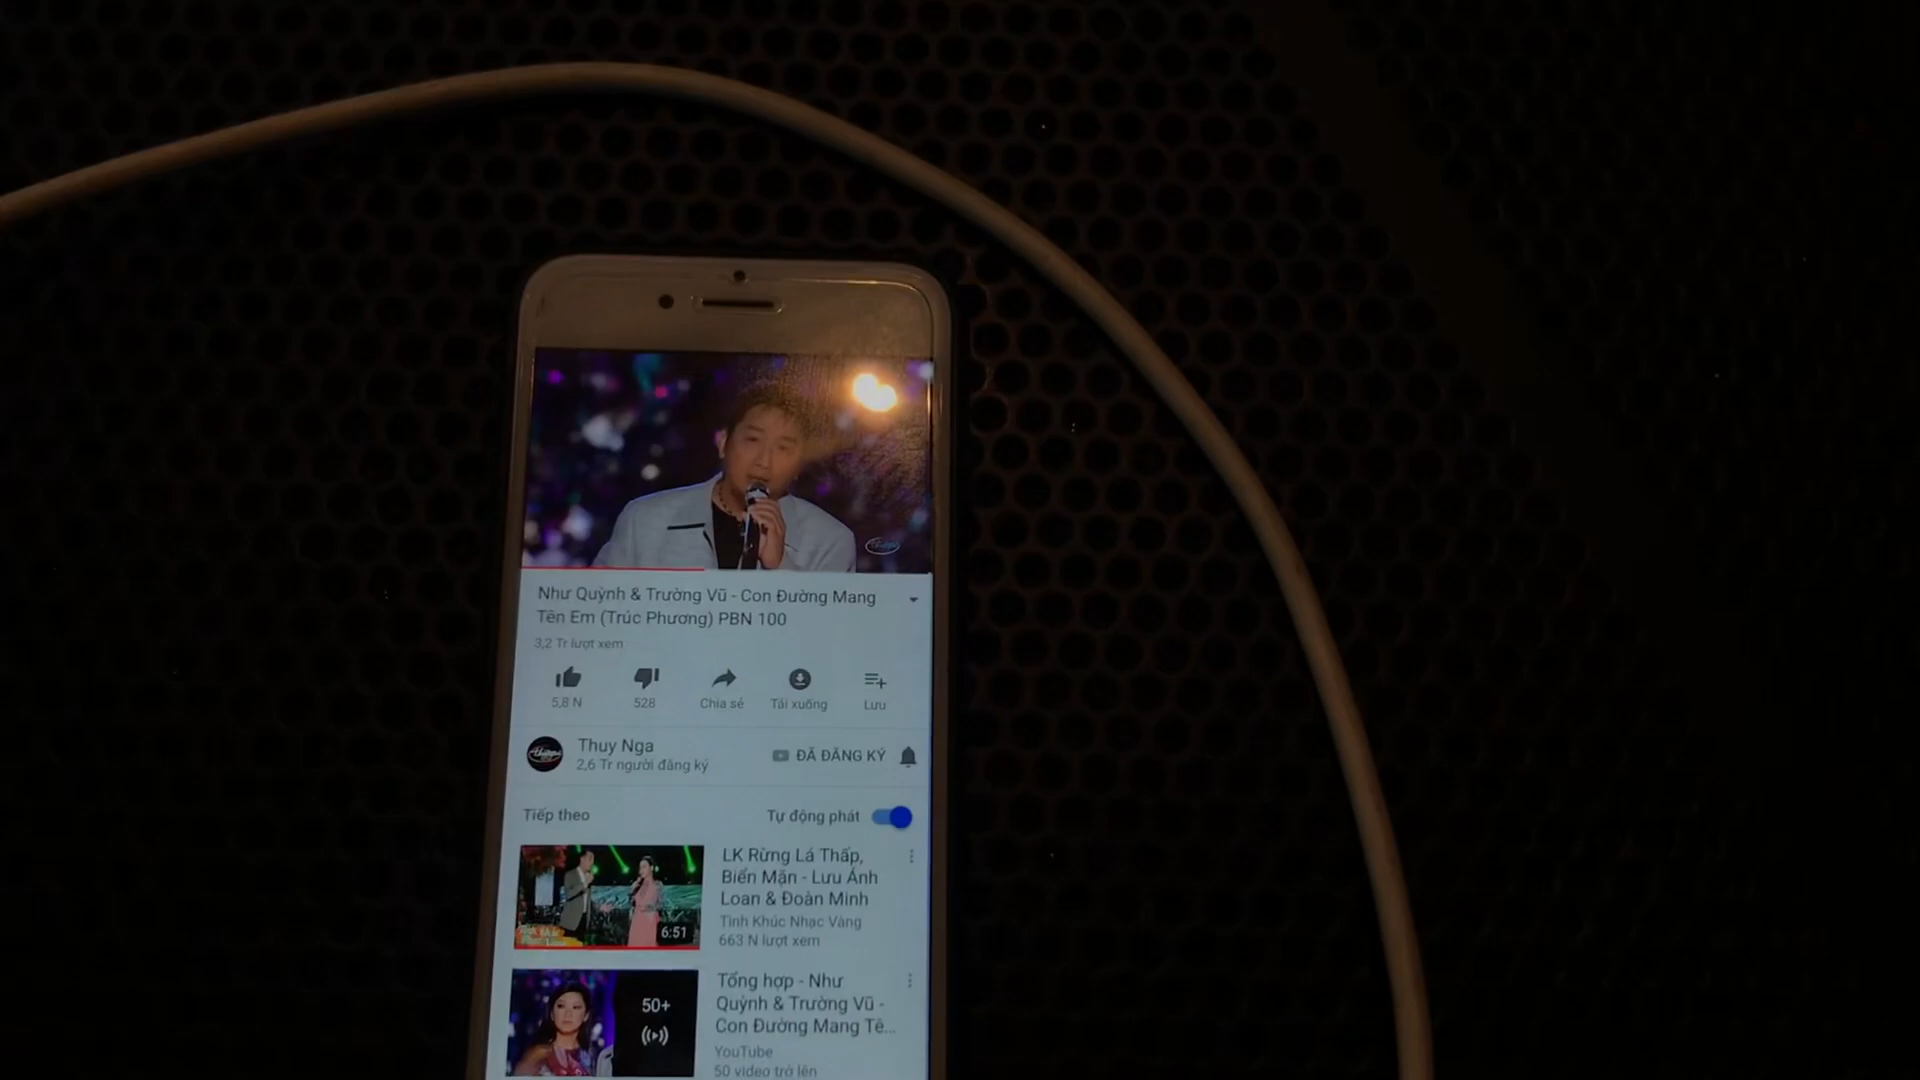 Như Quỳnh & Trường Vũ - Con Đường Mang
Tên Em (Trúc Phương) PBN 100
3,2 Tr lượt xem
5,8 N
528
Chia sẻ
Tải xuống
Lưu
Thuy Nga
2,6 Tr người đăng ký
ĐÃ ĐĂNG KÝ
Tiếp theo
Tự động phát
6:51
LK Rừng Lá Thấp,
Biển Mặn - Lưu Ánh
Loan & Đoàn Minh
Tình Khúc Nhạc Vàng
663 N lượt xem
50+
Tổng hợp - Như
Quỳnh & Trường Vũ -
Con Đường Mang Tê...
YouTube
50 video trở lên